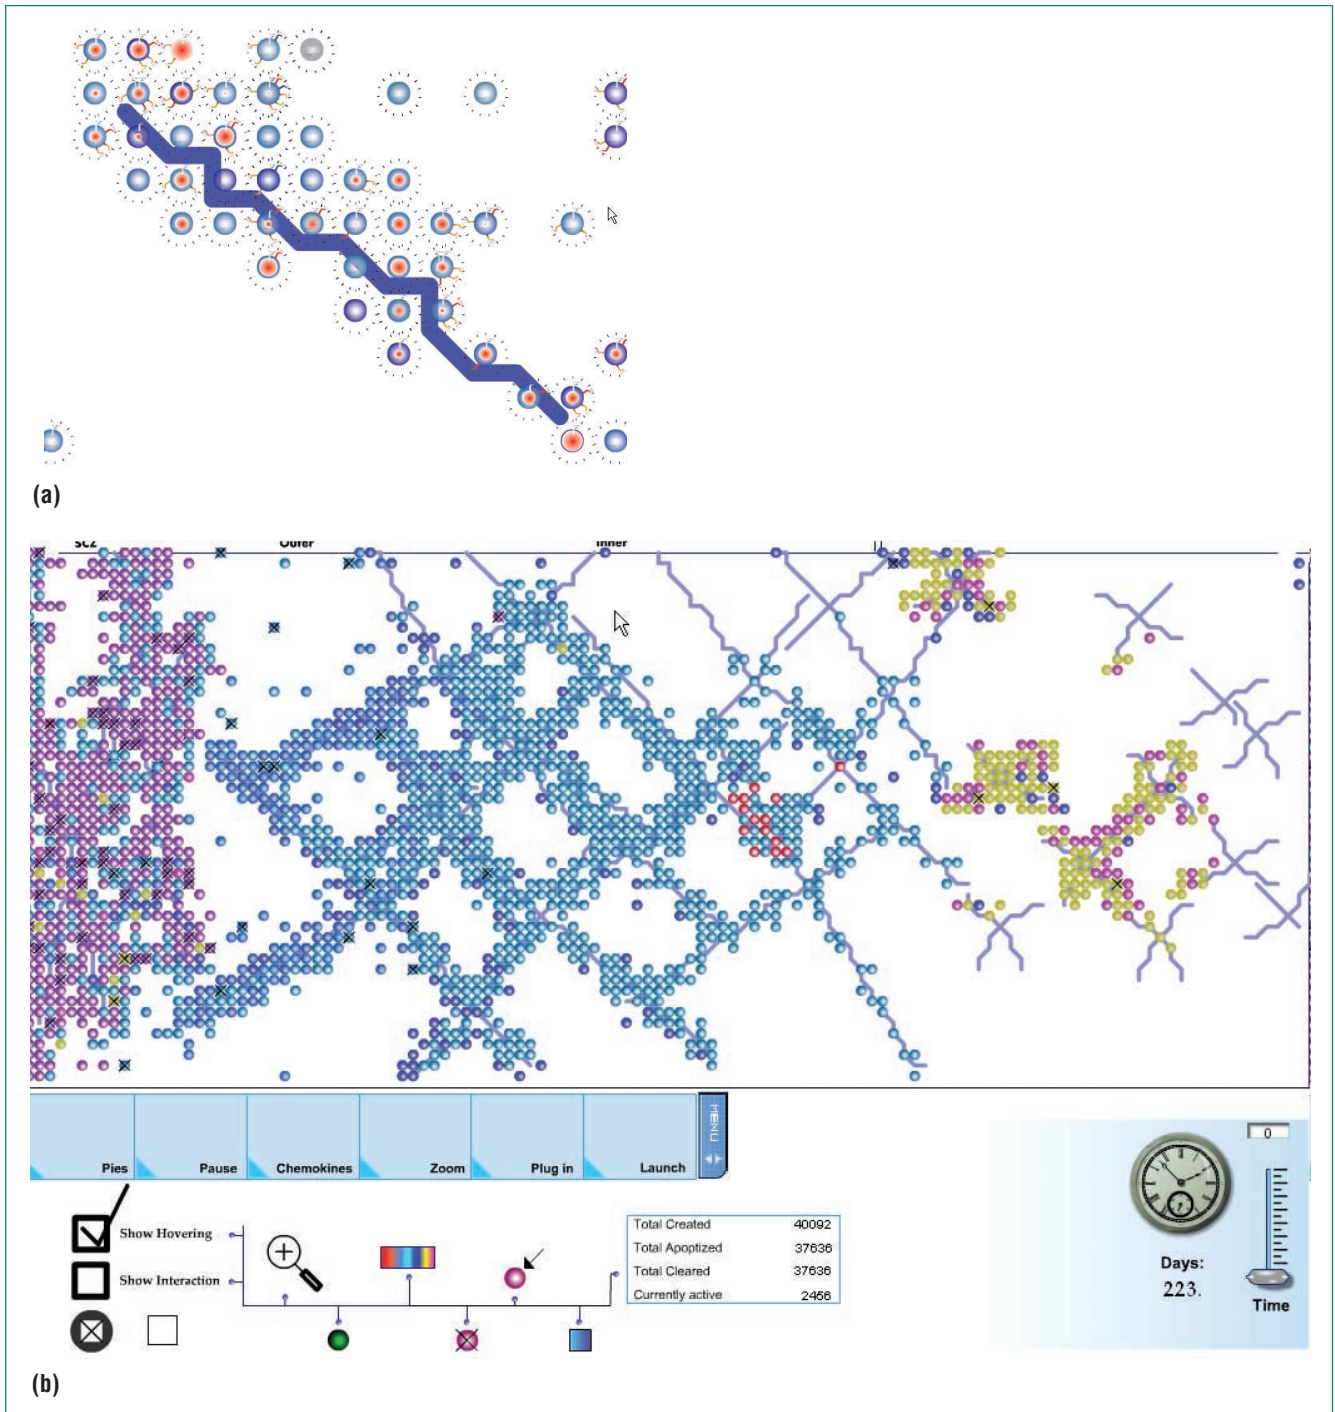 (a)
SCZ Outer Inner
Pies Pause Chemokines Zoom Plug in Launch MENU
0
Show Hovering
Show Interaction
Total Created 40092
Total Apoptized 37636
Total Cleared 37636
Currently active 2456
Days:
223.
Time
(b)